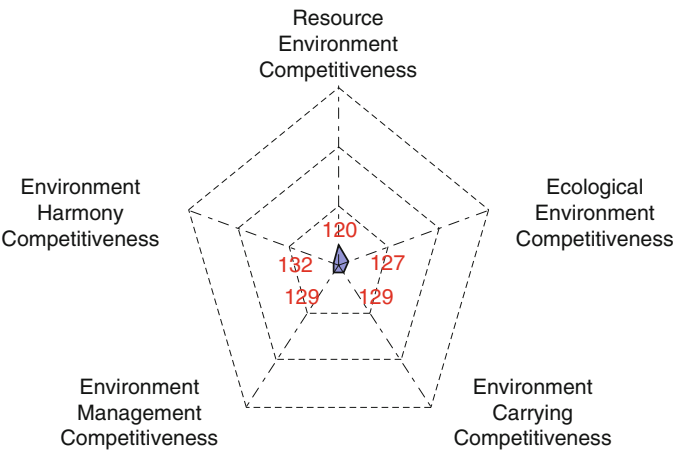 Resource
Environment
Competitiveness
Environment
Harmony
Competitiveness
Ecological
Environment
Competitiveness
120
132
127
129
129
Environment
Management
Competitiveness
Environment
Carrying
Competitiveness